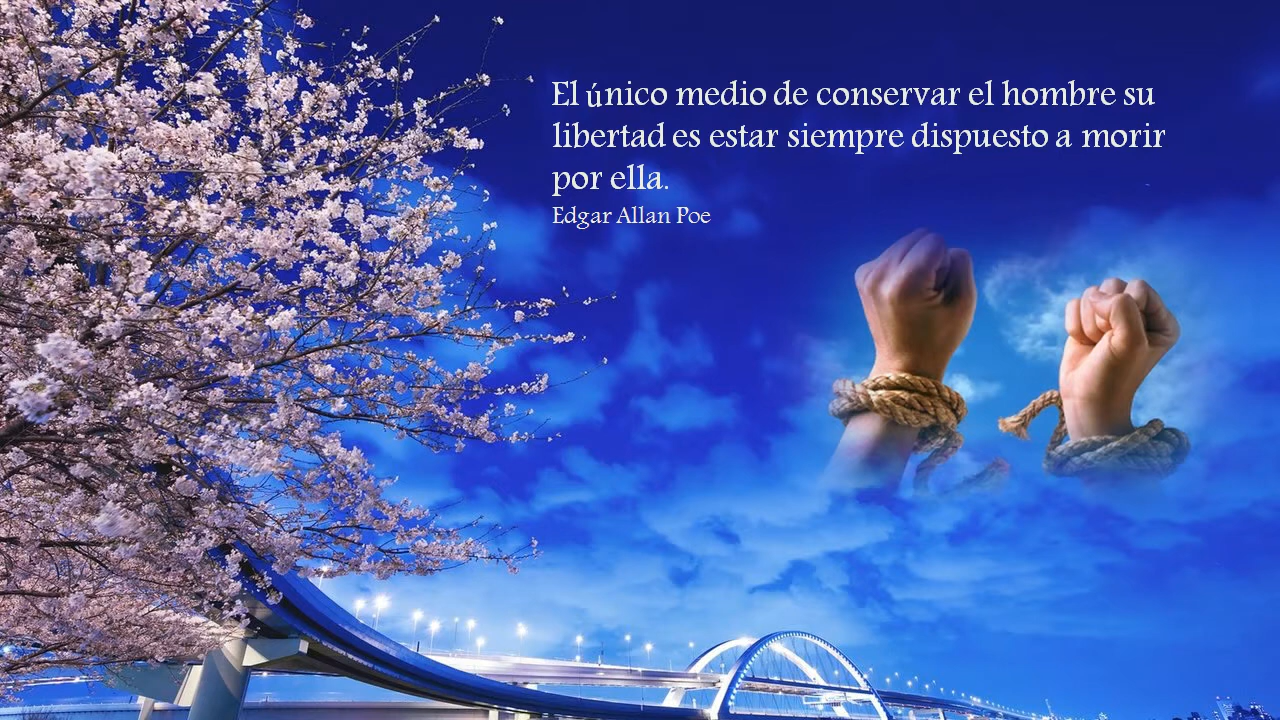 El único medio de conservar el hombre su
libertad es estar siempre dispuesto a morir
por ella.
Edgar Allan Poe